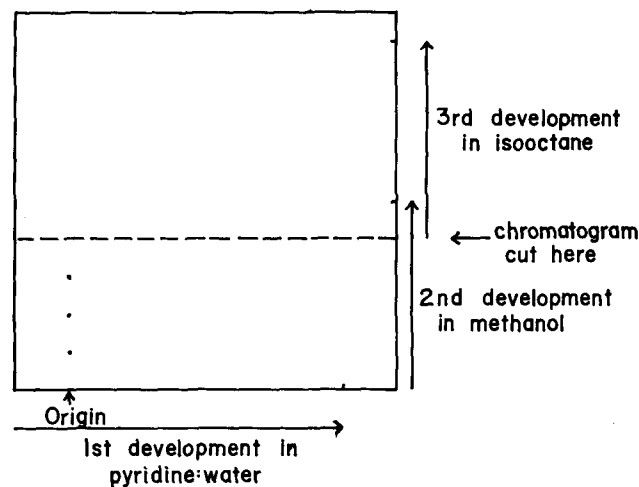 3rd development
in isooctane
chromatogram
cut here
2nd development
in methanol
Origin
1st development in
pyridine:water